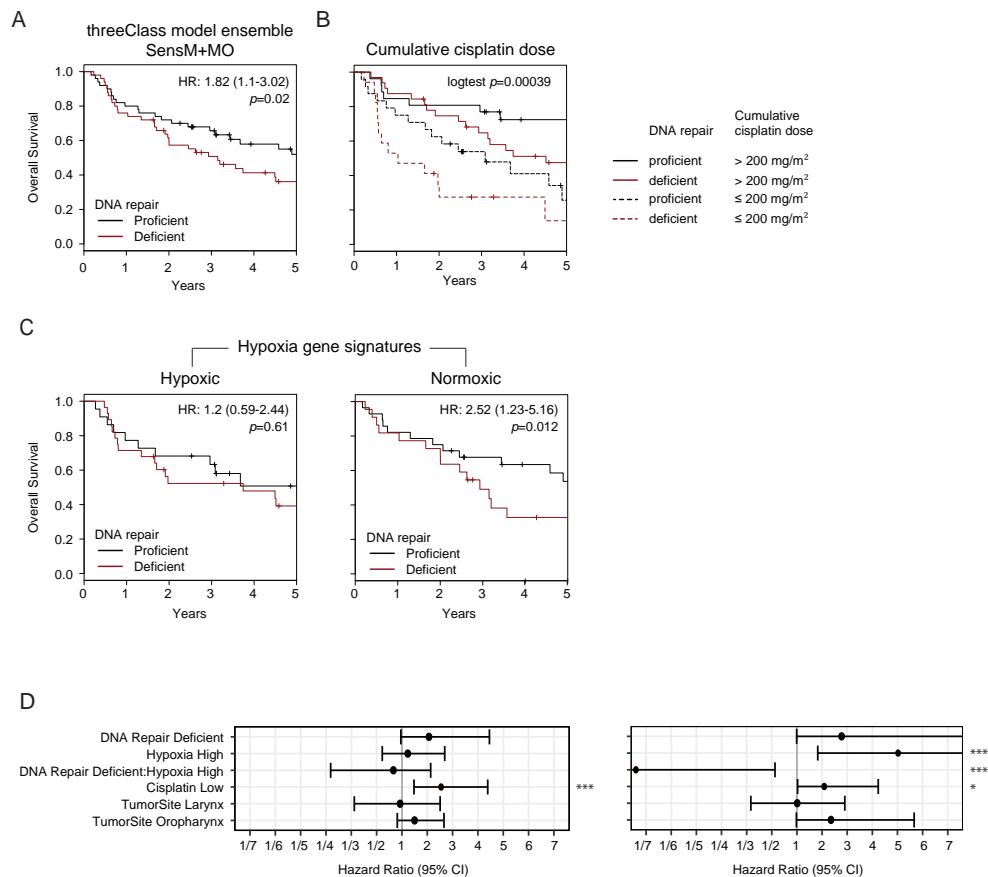 A
threeClass model ensemble
SensM+MO
HR: 1.82 (1.1-3.02)
p=0.02
Overall Survival
1.0
0.8
0.6
0.4
0.2
0.0
DNA repair
Proficient
Deficient
0 1 2 3 4 5
Years
B
Cumulative cisplatin dose
logtest p=0.00039
0 1 2 3 4 5
Years
DNA repair
Cumulative
cisplatin dose
proficient > 200 mg/m²
deficient > 200 mg/m²
proficient ≤ 200 mg/m²
deficient ≤ 200 mg/m²
C
Hypoxia gene signatures
Hypoxic
HR: 1.2 (0.59-2.44)
p=0.61
Overall Survival
1.0
0.8
0.6
0.4
0.2
0.0
DNA repair
Proficient
Deficient
0 1 2 3 4 5
Years
Normoxic
HR: 2.52 (1.23-5.16)
p=0.012
DNA repair
Proficient
Deficient
0 1 2 3 4 5
Years
D
DNA Repair Deficient
Hypoxia High
DNA Repair Deficient:Hypoxia High
Cisplatin Low
TumorSite Larynx
TumorSite Oropharynx
***
1/7 1/6 1/5 1/4 1/3 1/2 1 2 3 4 5 6 7
Hazard Ratio (95% CI)
***
***
*
1/7 1/6 1/5 1/4 1/3 1/2 1 2 3 4 5 6 7
Hazard Ratio (95% CI)